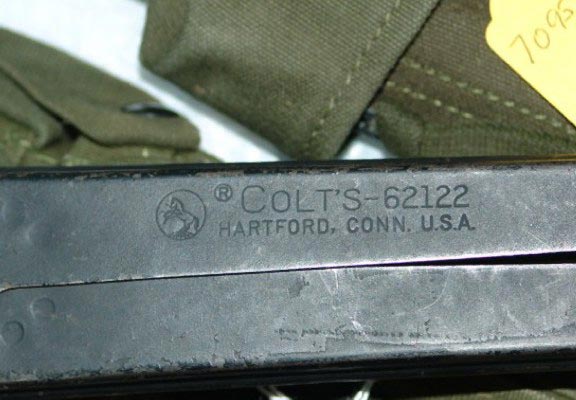 7095
® COLT'S-62122
HARTFORD, CONN. U.S.A.